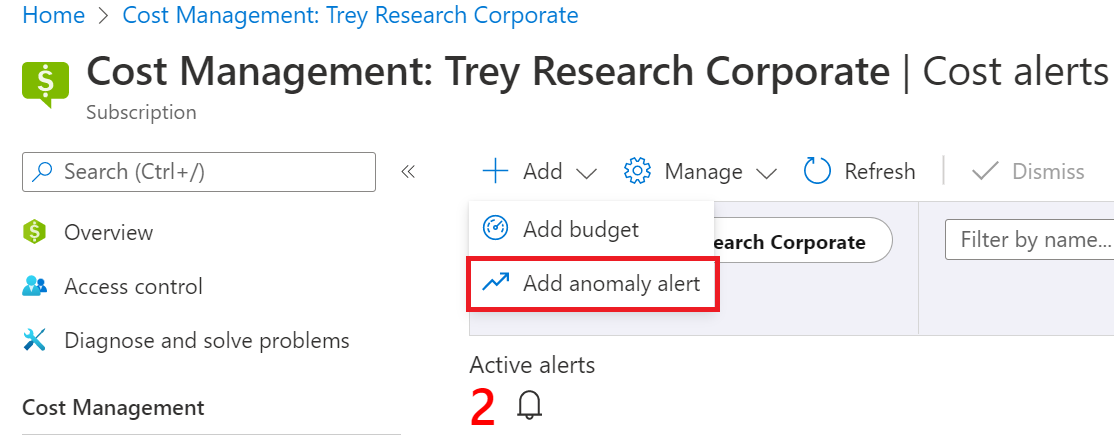 Home > Cost Management: Trey Research Corporate
$ Cost Management: Trey Research Corporate | Cost alerts
Subscription
Search (Ctrl+/) «
Add Manage Refresh Dismiss
$ Overview
Add budget
earch Corporate
Filter by name...
Access control
Add anomaly alert
Diagnose and solve problems
Active alerts
Cost Management
2